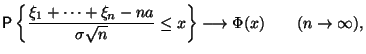 P { (ξ₁ + ··· + ξₙ − na) / (σ√n) ≤ x } ⟶ Φ(x)  (n → ∞),